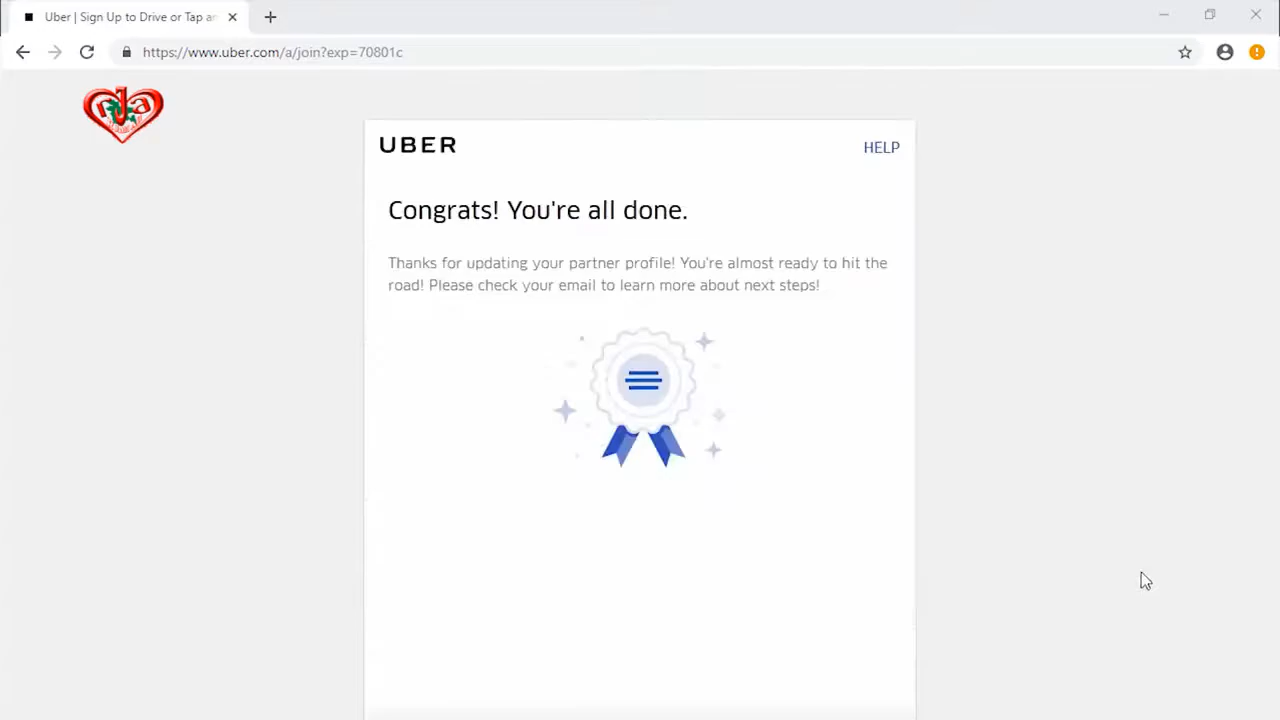 Uber | Sign Up to Drive or Tap an
https://www.uber.com/a/join?exp=70801c
UBER
HELP
Congrats! You're all done.
Thanks for updating your partner profile! You're almost ready to hit the
road! Please check your email to learn more about next steps!